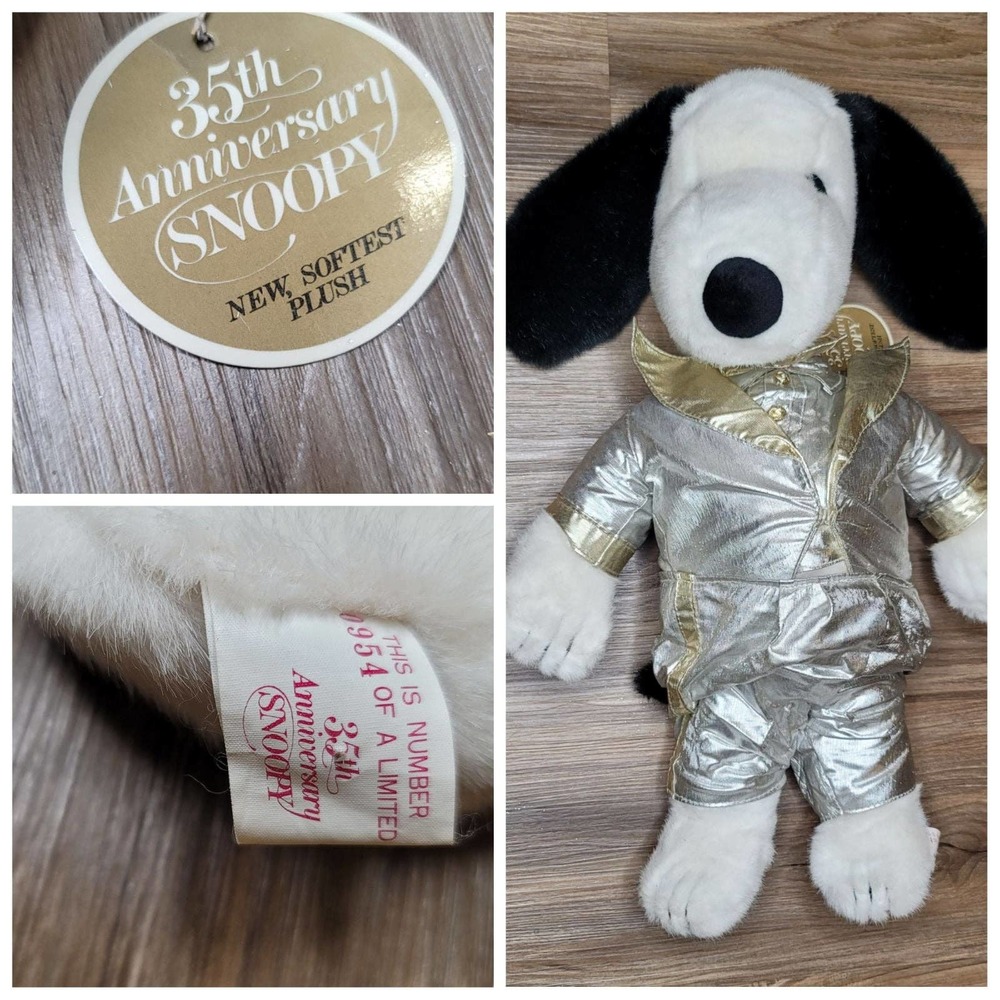 35th
Anniversary
SNOOPY
NEW, SOFTEST
PLUSH
THIS IS NUMBER
0954 OF A LIMITED
35th
Anniversary
SNOOPY